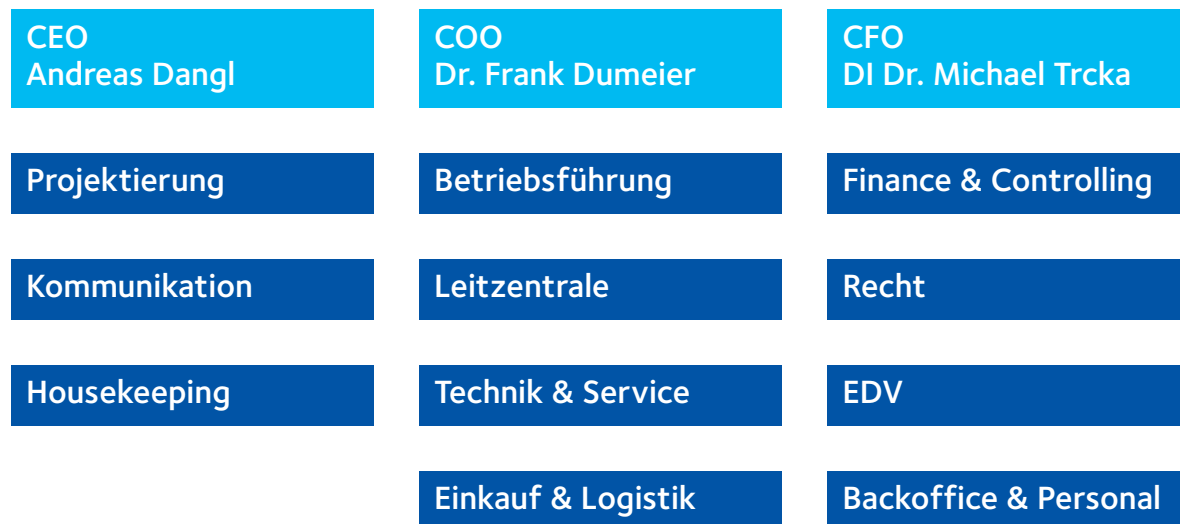 CEO
Andreas Dangl
COO
Dr. Frank Dumeier
CFO
DI Dr. Michael Trcka
Projektierung
Betriebsführung
Finance & Controlling
Kommunikation
Leitzentrale
Recht
Housekeeping
Technik & Service
EDV
Einkauf & Logistik
Backoffice & Personal